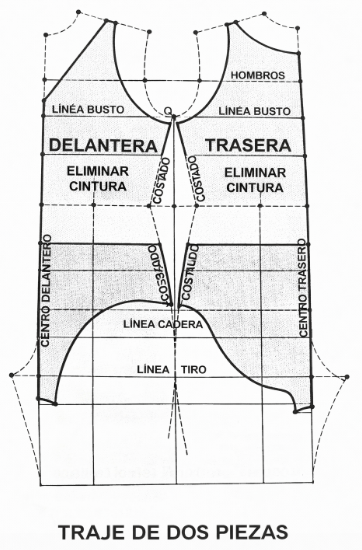 HOMBROS
O
LÍNEA BUSTO
LÍNEA BUSTO
DELANTERA
TRASERA
ELIMINAR
CINTURA
ELIMINAR
CINTURA
COSTADO
COSTADO
COSTADO
COSTALDO
CENTRO DELANTERO
CENTRO TRASERO
LÍNEA CADERA
LÍNEA TIRO
TRAJE DE DOS PIEZAS